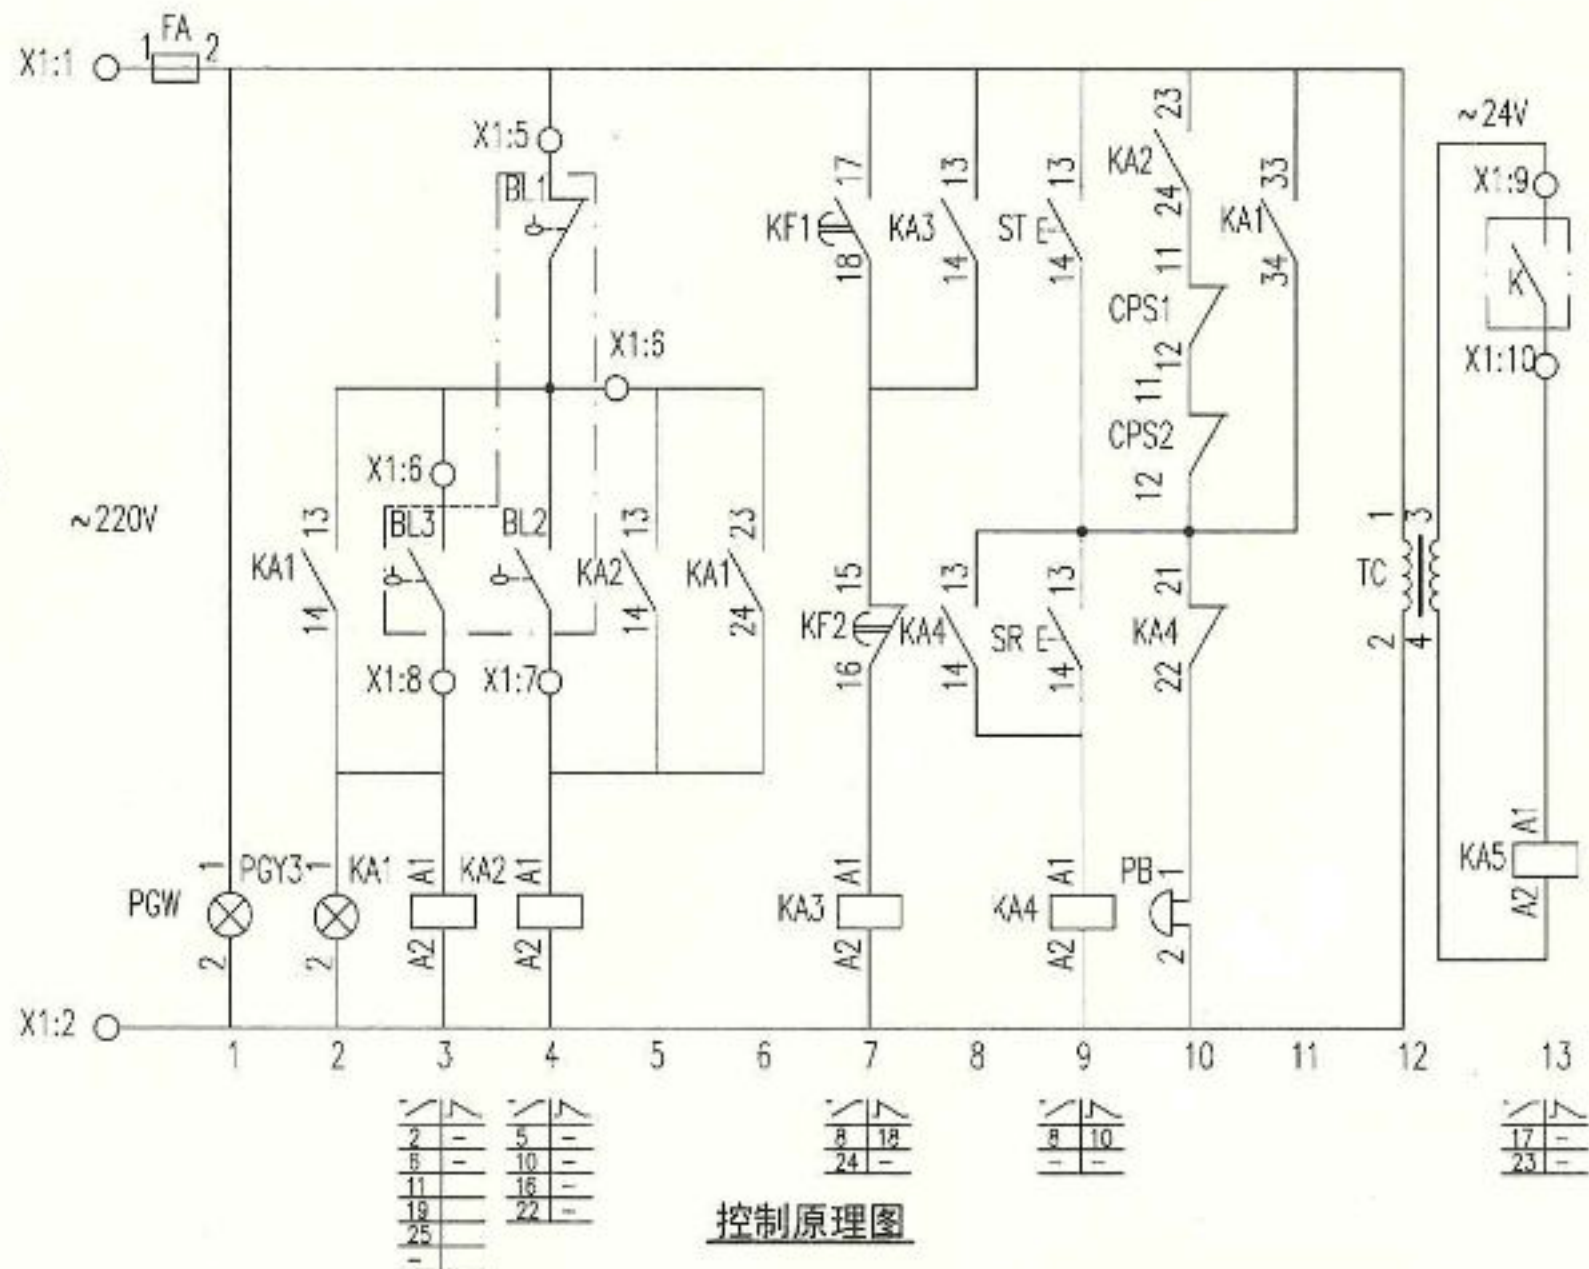 FA
X1:1 1 2
~24V
X1:5
23
BL1
17 13 13 KA2 33 X1:9
24
KF1 KA3 ST E KA1
18 14 14 11 34
K
CPS1
12
X1:6
X1:10
11
CPS2
X1:6
12
~220V
13 BL3 BL2 13 23
1 3
KA1 KA2 KA1
15 13 13 21 TC
14 14 24
KF2 KA4 SR E KA4
2 4
16 14 14 22
X1:8 X1:7
A1
KA5
A2
1 PGY3 1 KA1 A1 KA2 A1 A1 A1 PB 1
PGW KA3 KA4
2 2 A2 A2 A2 A2 2
X1:2
1 2 3 4 5 6 7 8 9 10 11 12 13
2 - 5 - 8 18 8 10 17 -
6 - 10 - 24 - - - 23 -
11 16 -
19 22 -
25
-
控制原理图